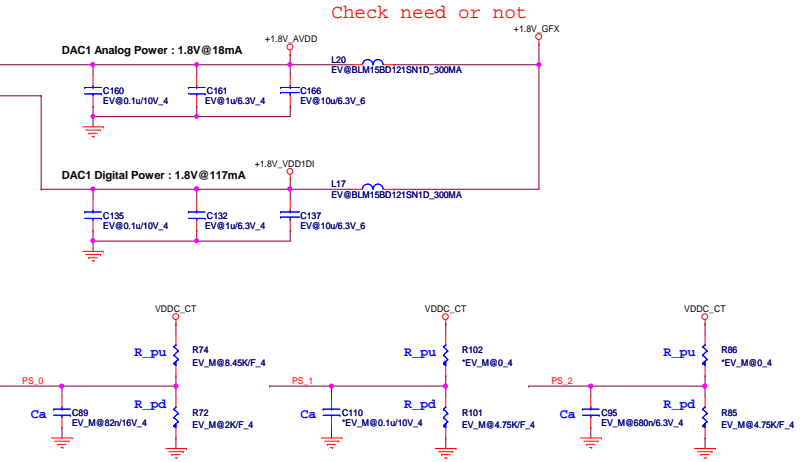 Check need or not
+1.8V_GFX
+1.8V_AVDD
DAC1 Analog Power : 1.8V@18mA
L20
EV@BLM15BD121SN1D_300MA
C160
EV@0.1u/10V_4
C161
EV@1u/6.3V_4
C166
EV@10u/6.3V_6
+1.8V_VDD1DI
DAC1 Digital Power : 1.8V@117mA
L17
EV@BLM15BD121SN1D_300MA
C135
EV@0.1u/10V_4
C132
EV@1u/6.3V_4
C137
EV@10u/6.3V_6
VDDC_CT
R_pu
R74
EV_M@8.45K/F_4
PS_0
Ca
C89
EV_M@82n/16V_4
R_pd
R72
EV_M@2K/F_4
VDDC_CT
R_pu
R102
*EV_M@0_4
PS_1
Ca
C110
*EV_M@0.1u/10V_4
R_pd
R101
EV_M@4.75K/F_4
VDDC_CT
R_pu
R86
*EV_M@0_4
PS_2
Ca
C95
EV_M@680n/6.3V_4
R_pd
R85
EV_M@4.75K/F_4